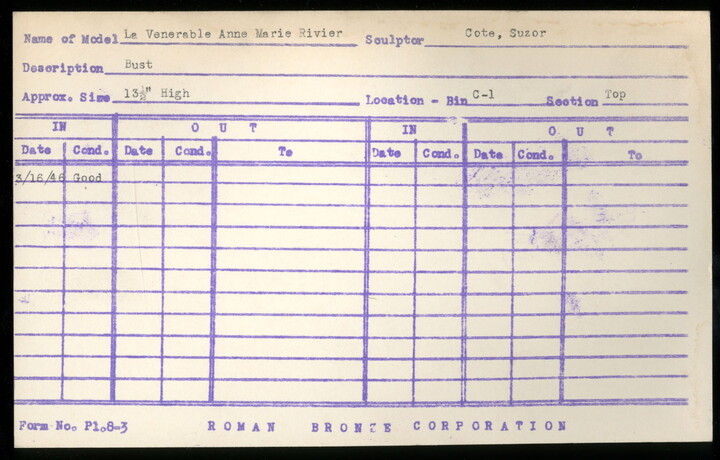 Name of Model La Venerable Anne Marie Rivier Sculptor Cote, Suzor
Description Bust
Approx. Size 13½" High Location - Bin C-1 Section Top
IN OUT IN OUT
Date Cond. Date Cond. To Date Cond. Date Cond. To
3/16/46 Good
Form No. P1.8-3 ROMAN BRONZE CORPORATION